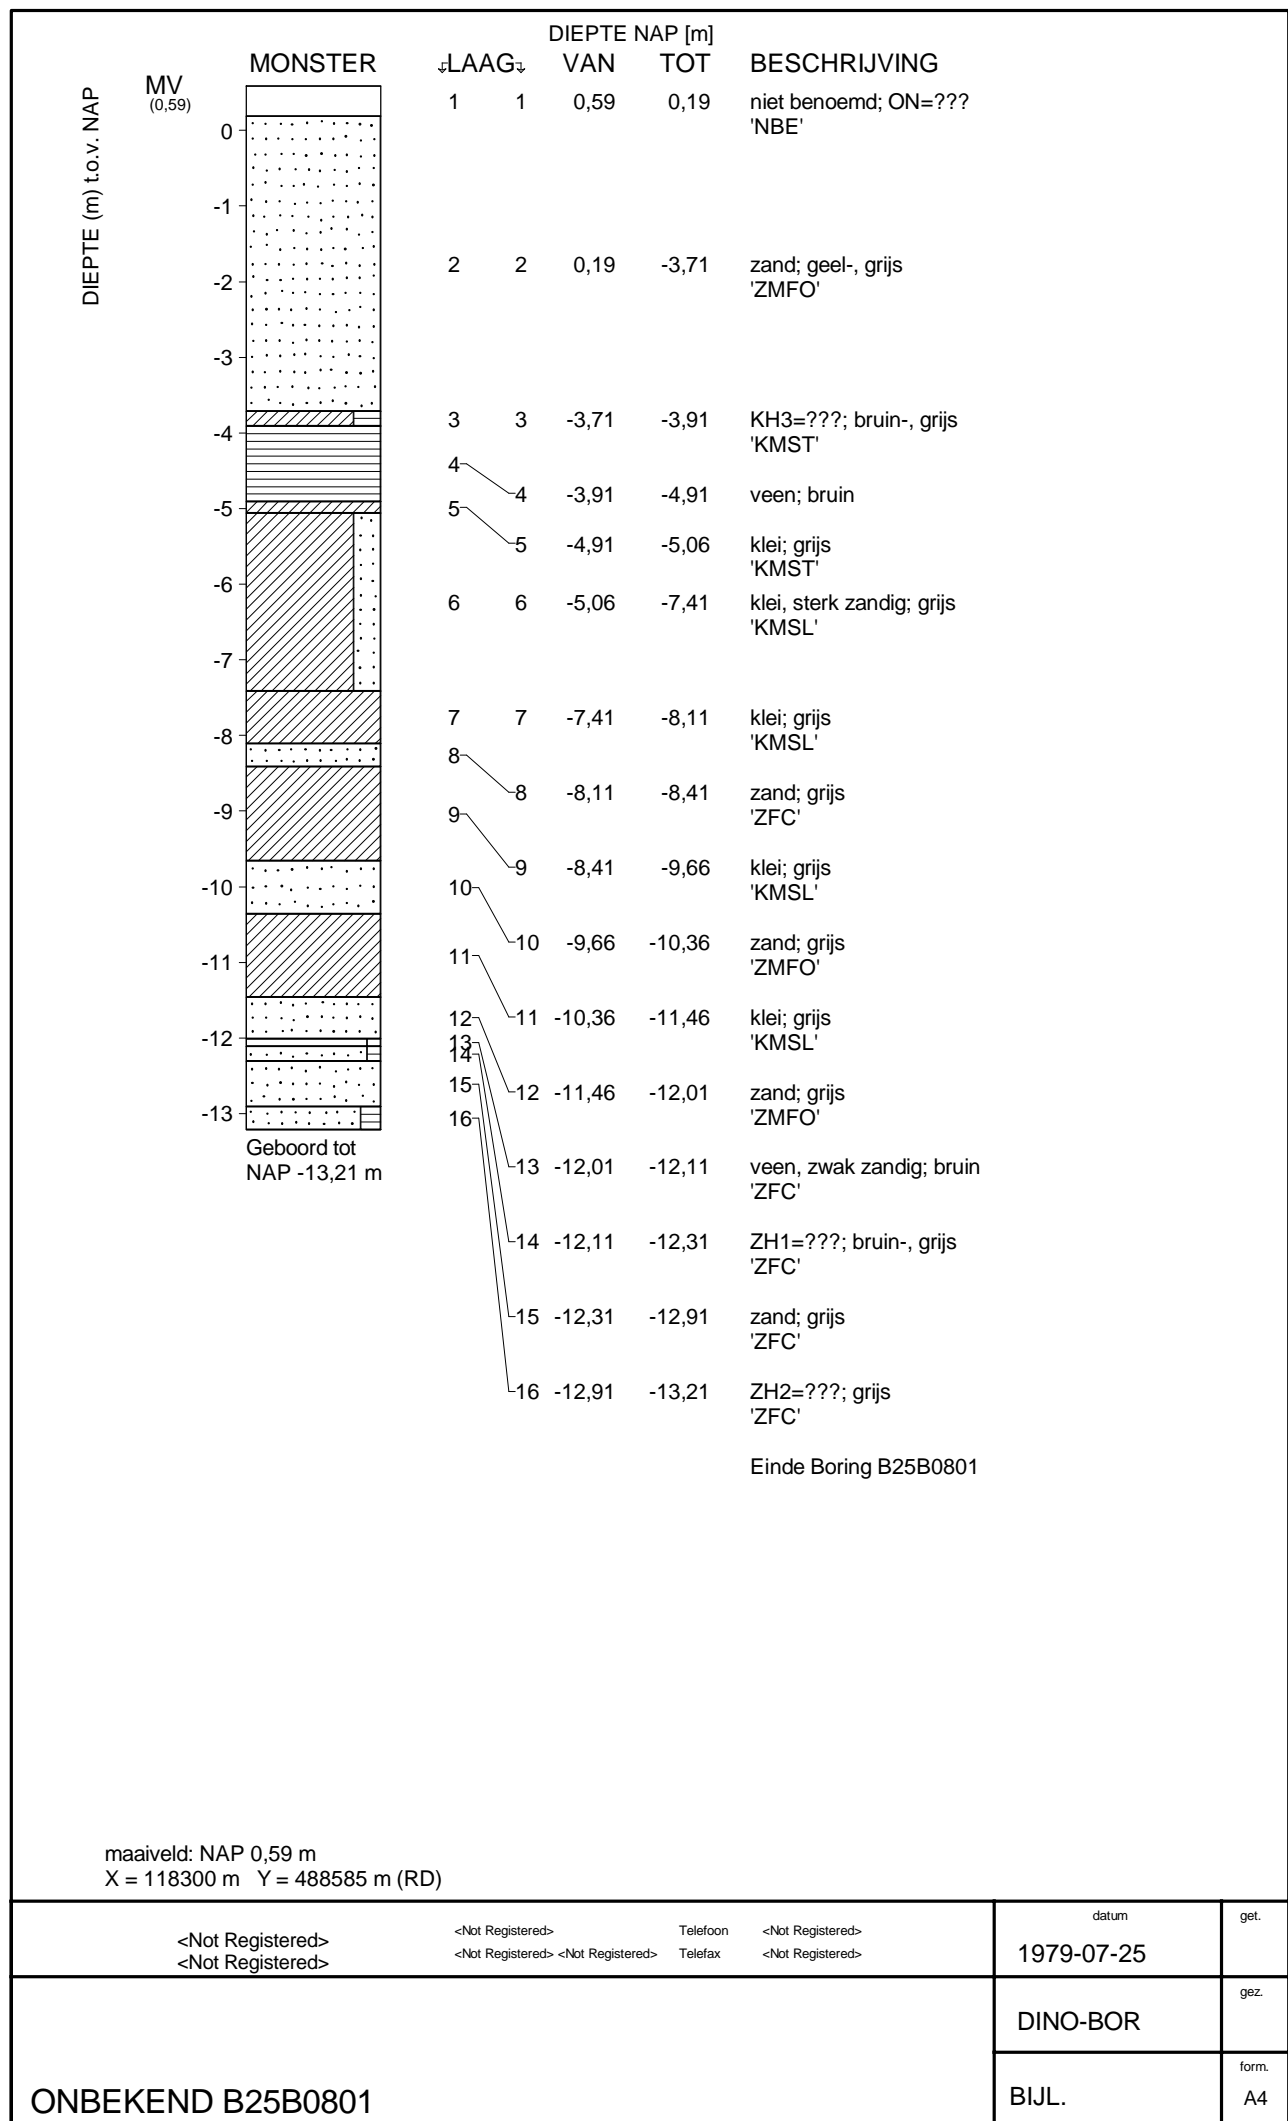 DIEPTE NAP [m]
MONSTER LAAG VAN TOT BESCHRIJVING
MV
(0,59)
DIEPTE (m) t.o.v. NAP
0
-1
-2
-3
-4
-5
-6
-7
-8
-9
-10
-11
-12
-13
Geboord tot
NAP -13,21 m
1 1 0,59 0,19 niet benoemd; ON=???
'NBE'
2 2 0,19 -3,71 zand; geel-, grijs
'ZMFO'
3 3 -3,71 -3,91 KH3=???; bruin-, grijs
'KMST'
4 4 -3,91 -4,91 veen; bruin
5 5 -4,91 -5,06 klei; grijs
'KMST'
6 6 -5,06 -7,41 klei, sterk zandig; grijs
'KMSL'
7 7 -7,41 -8,11 klei; grijs
'KMSL'
8 8 -8,11 -8,41 zand; grijs
'ZFC'
9 9 -8,41 -9,66 klei; grijs
'KMSL'
10 10 -9,66 -10,36 zand; grijs
'ZMFO'
11 11 -10,36 -11,46 klei; grijs
'KMSL'
12 12 -11,46 -12,01 zand; grijs
'ZMFO'
13 13 -12,01 -12,11 veen, zwak zandig; bruin
'ZFC'
14 14 -12,11 -12,31 ZH1=???; bruin-, grijs
'ZFC'
15 15 -12,31 -12,91 zand; grijs
'ZFC'
16 16 -12,91 -13,21 ZH2=???; grijs
'ZFC'
Einde Boring B25B0801
maaiveld: NAP 0,59 m
X = 118300 m Y = 488585 m (RD)
<Not Registered>
<Not Registered>
<Not Registered> Telefoon <Not Registered>
<Not Registered> <Not Registered> Telefax <Not Registered>
datum
1979-07-25
get.
DINO-BOR
gez.
ONBEKEND B25B0801
BIJL.
form.
A4